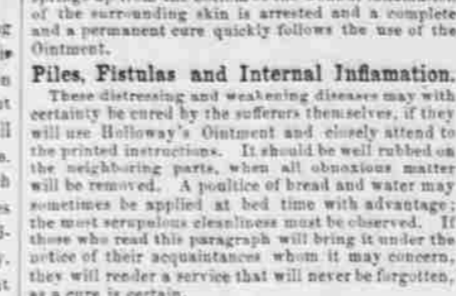 of the surrounding skin is arrested and a complete
and a permanent cure quickly follows the use of the
Ointment.
Piles, Fistulas and Internal Inflamation.
These distressing and weakening diseases may with
certainty be cured by the sufferers themselves, if they
will use Holloway's Ointment and closely attend to
the printed instructions. It should be well rubbed on
the neighboring parts, when all obnoxious matter
will be removed. A poultice of bread and water may
sometimes be applied at bed time with advantage;
the most scrupulous cleanliness must be observed. If
those who read this paragraph will bring it under the
notice of their acquaintances whom it may concern,
they will render a service that will never be forgotten,
as a cure is certain.